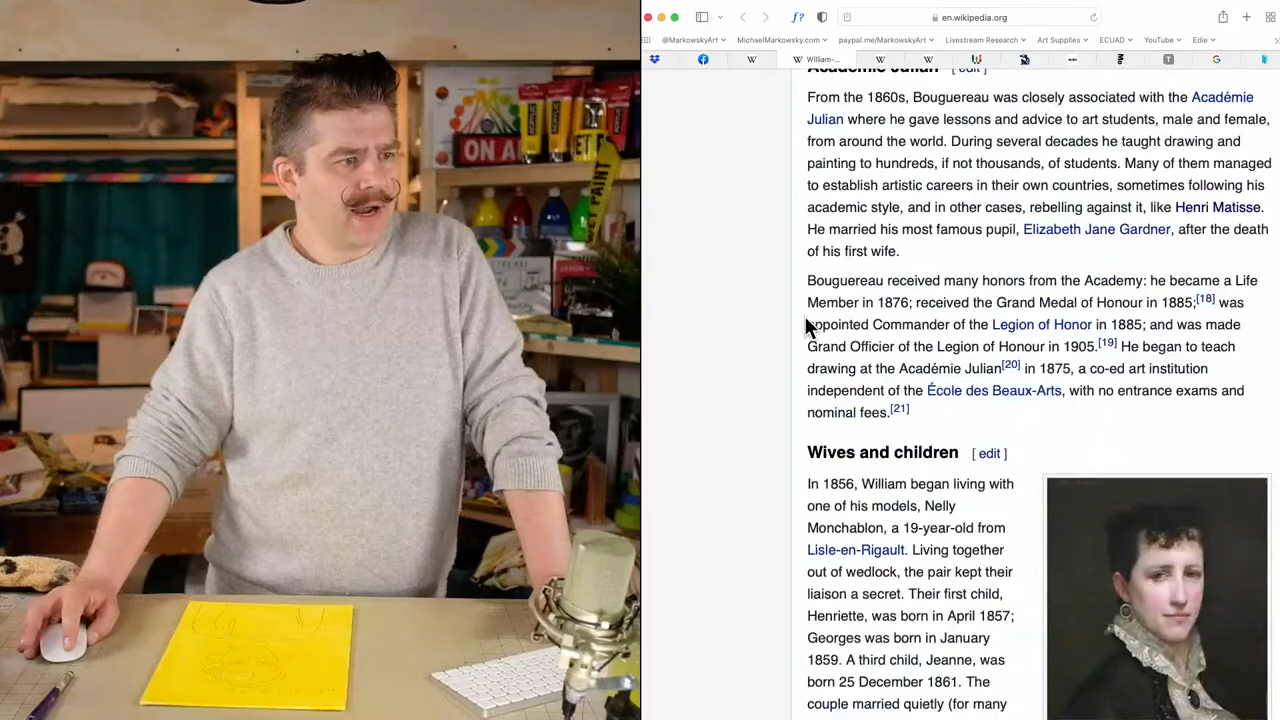 ON A
ACRYLIC
ACRYLIC
PAINT
f?
en.wikipedia.org
@MarkowskyArt
MichaelMarkowsky.com
paypal.me/MarkowskyArt
Livestream Research
Art Supplies
ECUAD
YouTube
Edie
W
William-...
W
W
T
G
Académie Julian [ edit ]
From the 1860s, Bouguereau was closely associated with the Académie
Julian where he gave lessons and advice to art students, male and female,
from around the world. During several decades he taught drawing and
painting to hundreds, if not thousands, of students. Many of them managed
to establish artistic careers in their own countries, sometimes following his
academic style, and in other cases, rebelling against it, like Henri Matisse.
He married his most famous pupil, Elizabeth Jane Gardner, after the death
of his first wife.
Bouguereau received many honors from the Academy: he became a Life
Member in 1876; received the Grand Medal of Honour in 1885;[18] was
appointed Commander of the Legion of Honor in 1885; and was made
Grand Officier of the Legion of Honour in 1905.[19] He began to teach
drawing at the Académie Julian[20] in 1875, a co-ed art institution
independent of the École des Beaux-Arts, with no entrance exams and
nominal fees.[21]
Wives and children [ edit ]
In 1856, William began living with
one of his models, Nelly
Monchablon, a 19-year-old from
Lisle-en-Rigault. Living together
out of wedlock, the pair kept their
liaison a secret. Their first child,
Henriette, was born in April 1857;
Georges was born in January
1859. A third child, Jeanne, was
born 25 December 1861. The
couple married quietly (for many